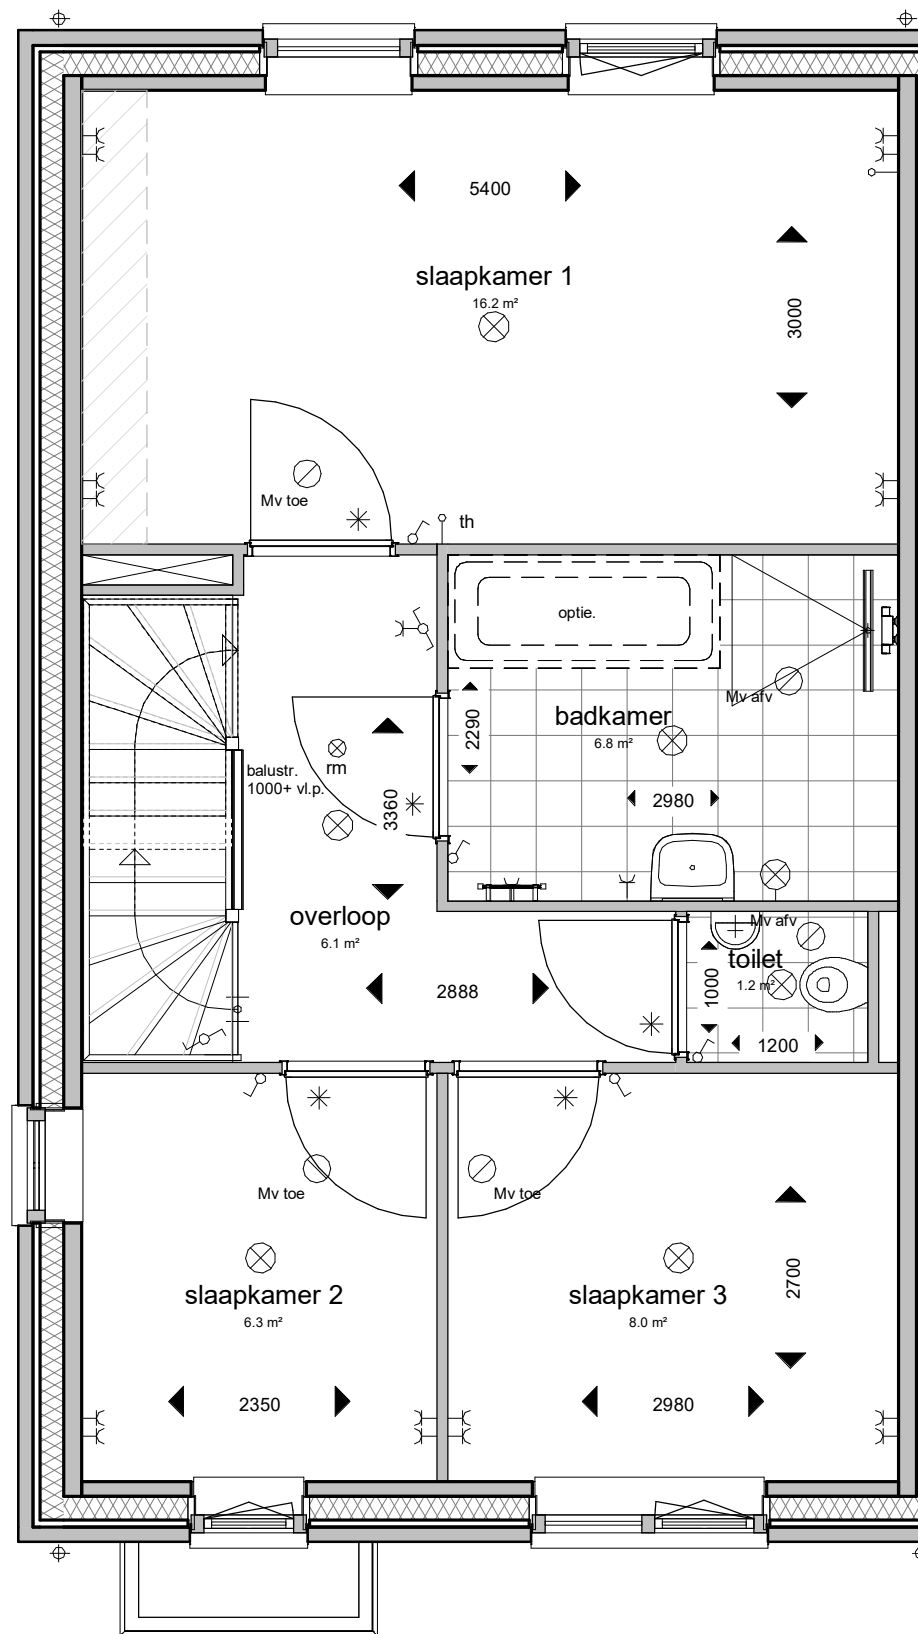 5400
slaapkamer 1
16.2 m²
3000
Mv toe
th
optie.
Mv afv
badkamer
6.8 m²
2290
2980
rm
balustr.
1000+ vl.p.
3360
overloop
6.1 m²
2888
Mv afv
toilet
1.2 m²
1000
1200
Mv toe
Mv toe
slaapkamer 2
6.3 m²
slaapkamer 3
8.0 m²
2700
2350
2980